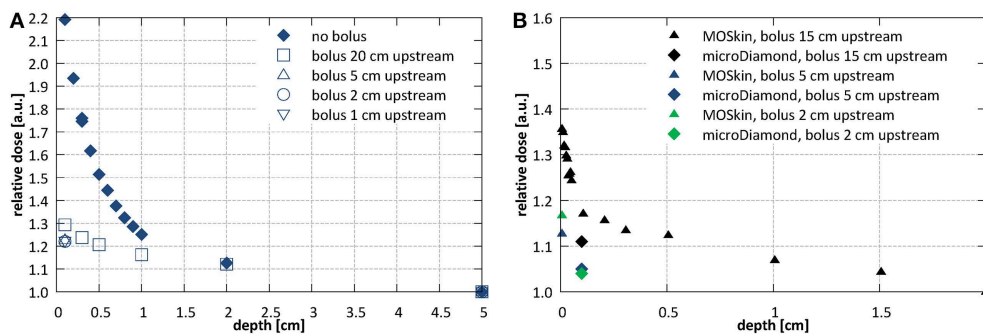 A
relative dose [a.u.]
2.2
2.1
2.0
1.9
1.8
1.7
1.6
1.5
1.4
1.3
1.2
1.1
1.0
0 0.5 1 1.5 2 2.5 3 3.5 4 4.5 5
depth [cm]
no bolus
bolus 20 cm upstream
bolus 5 cm upstream
bolus 2 cm upstream
bolus 1 cm upstream
B
relative dose [a.u.]
1.6
1.5
1.4
1.3
1.2
1.1
1.0
0 0.5 1 1.5
depth [cm]
MOSkin, bolus 15 cm upstream
microDiamond, bolus 15 cm upstream
MOSkin, bolus 5 cm upstream
microDiamond, bolus 5 cm upstream
MOSkin, bolus 2 cm upstream
microDiamond, bolus 2 cm upstream